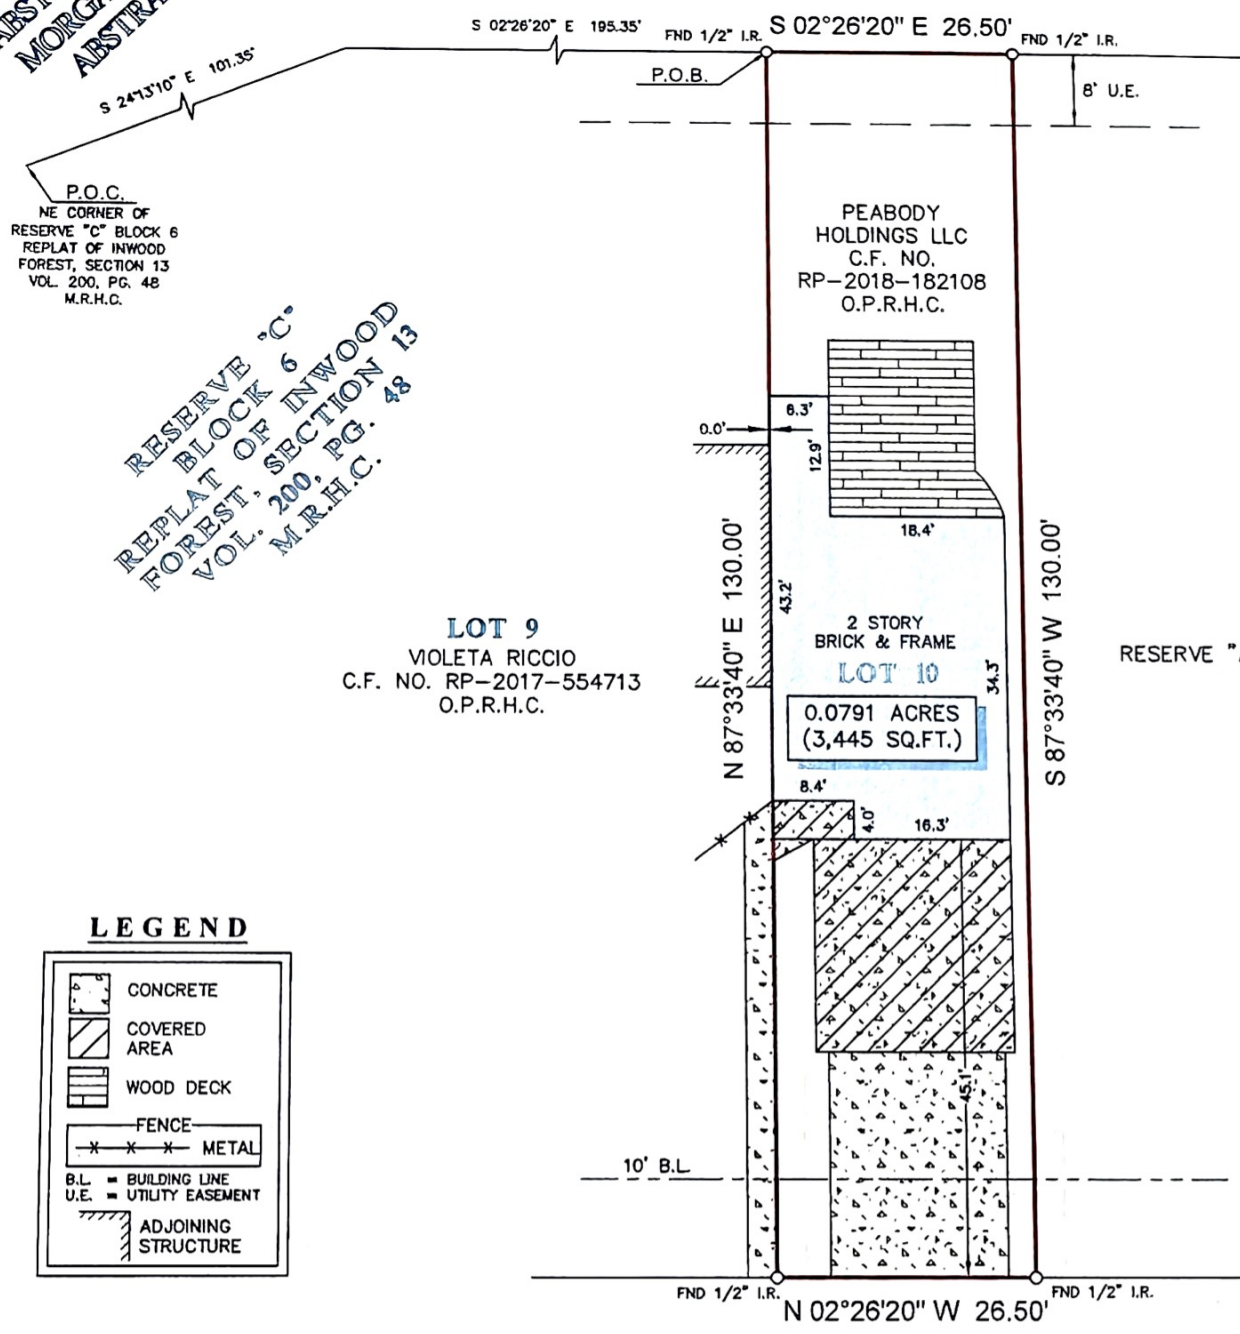 S 02°26'20" E 195.35'
FND 1/2" I.R.
S 02°26'20" E 26.50'
FND 1/2" I.R.
S 24°13'10" E 101.35'
P.O.B.
8' U.E.
P.O.C.
NE CORNER OF
RESERVE "C" BLOCK 6
REPLAT OF INWOOD
FOREST, SECTION 13
VOL. 200, PG. 48
M.R.H.C.
PEABODY
HOLDINGS LLC
C.F. NO.
RP-2018-182108
O.P.R.H.C.
RESERVE "C"
BLOCK 6
REPLAT OF INWOOD
FOREST, SECTION 13
VOL. 200, PG. 48
M.R.H.C.
0.0'
12.9'
18.4'
N 87°33'40" E 130.00'
43.2'
S 87°33'40" W 130.00'
34.3'
LOT 9
VIOLETA RICCIO
C.F. NO. RP-2017-554713
O.P.R.H.C.
2 STORY
BRICK & FRAME
LOT 10
0.0791 ACRES
(3,445 SQ.FT.)
RESERVE
8.4'
4.0'
16.3'
45.1'
LEGEND
CONCRETE
COVERED
AREA
WOOD DECK
FENCE
METAL
B.L. = BUILDING LINE
U.E. = UTILITY EASEMENT
ADJOINING
STRUCTURE
10' B.L.
FND 1/2" I.R.
FND 1/2" I.R.
N 02°26'20" W 26.50'